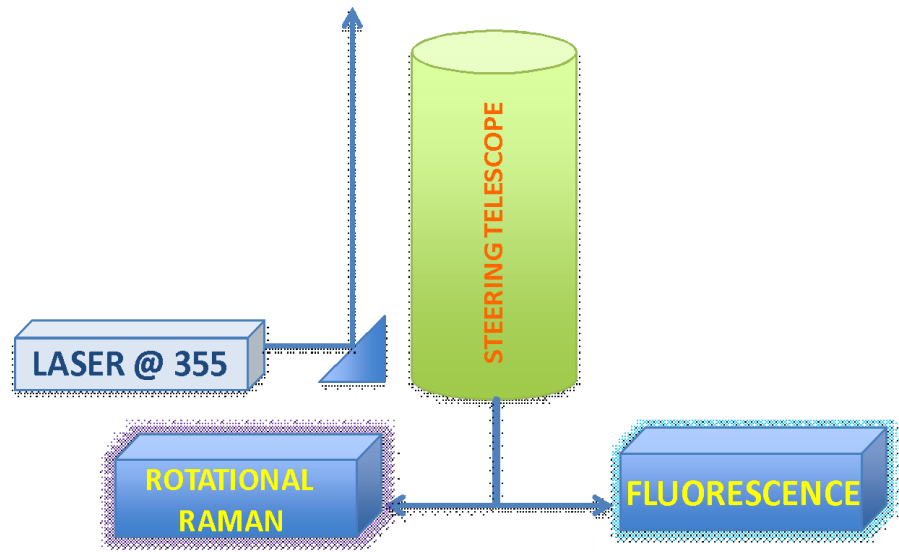 STEERING TELESCOPE
LASER @ 355
ROTATIONAL
RAMAN
FLUORESCENCE